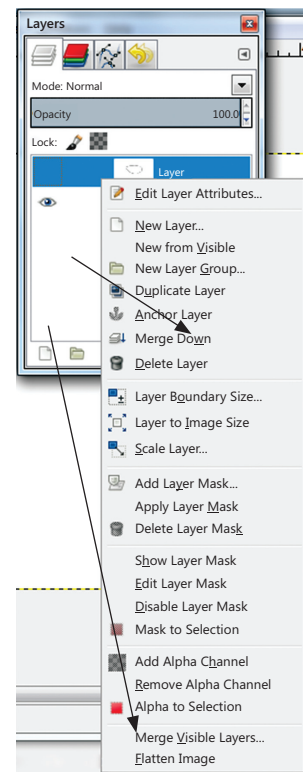 Layers
Mode: Normal
Opacity 100.0
Lock:
Layer
Edit Layer Attributes...
New Layer...
New from Visible
New Layer Group...
Duplicate Layer
Anchor Layer
Merge Down
Delete Layer
Layer Boundary Size...
Layer to Image Size
Scale Layer...
Add Layer Mask...
Apply Layer Mask
Delete Layer Mask
Show Layer Mask
Edit Layer Mask
Disable Layer Mask
Mask to Selection
Add Alpha Channel
Remove Alpha Channel
Alpha to Selection
Merge Visible Layers...
Flatten Image